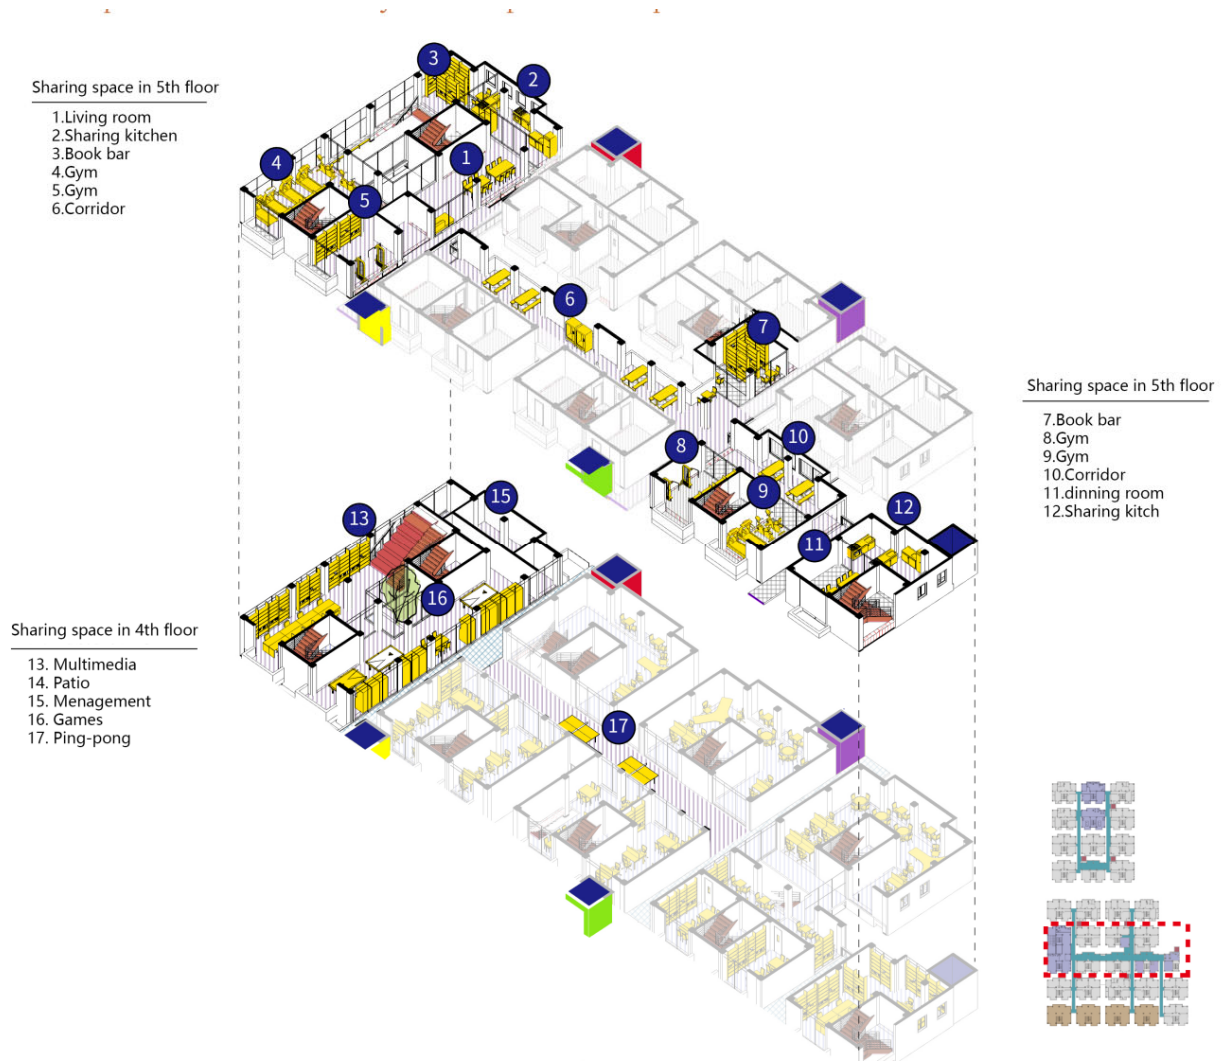 Sharing space in 5th floor
1.Living room
2.Sharing kitchen
3.Book bar
4.Gym
5.Gym
6.Corridor
3
2
4
1
5
6
7
Sharing space in 5th floor
7.Book bar
8.Gym
9.Gym
10.Corridor
11.dinning room
12.Sharing kitch
8
10
9
12
11
15
13
16
17
Sharing space in 4th floor
13. Multimedia
14. Patio
15. Menagement
16. Games
17. Ping-pong